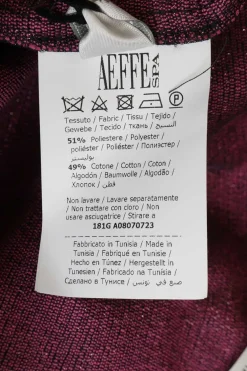 AEFFE SPA
Tessuto / Fabric / Tissu / Tejido /
Gewebe / Tecido / ткань / النسيج
51% Poliestere / Polyester /
poliéster / Poliester / Полиэстер /
بوليستر
49% Cotone / Cotton / Coton /
Algodón / Baumwolle / Algodão /
Хлопок / قطن
Non lavare / Lavare separatamente
Non trattare con cloro / Non
usare asciugatrice / Stirare a
181G A08070723
Fabbricato in Tunisia / Made in
Tunisia / Fabriqué en Tunisie /
Hecho en Túnez / Hergestellt in
Tunesien / Fabricado na Tunísia /
Сделано в Тунисе / صنع في تونس